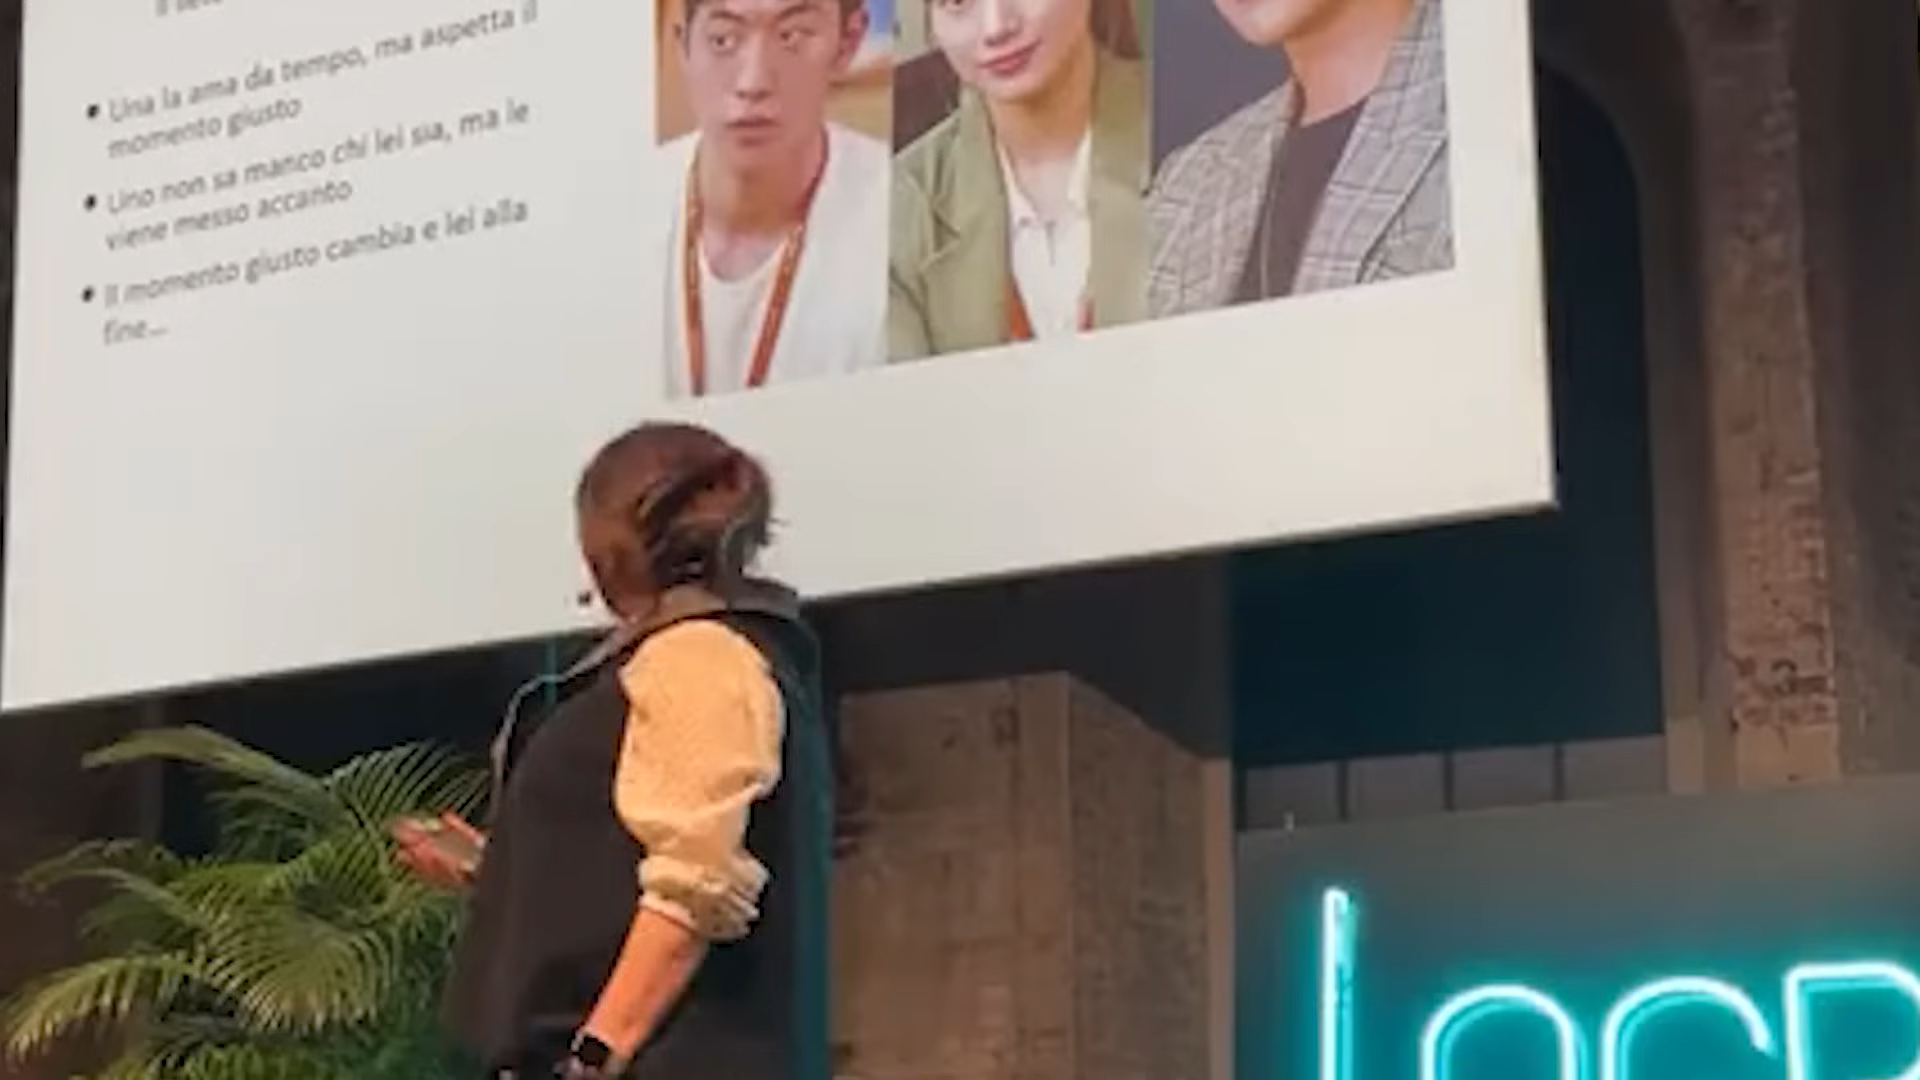 Una la ama da tempo, ma aspetta il
momento giusto
Uno non sa manco chi lei sia, ma le
viene messo accanto
Il momento giusto cambia e lei alla
fine...